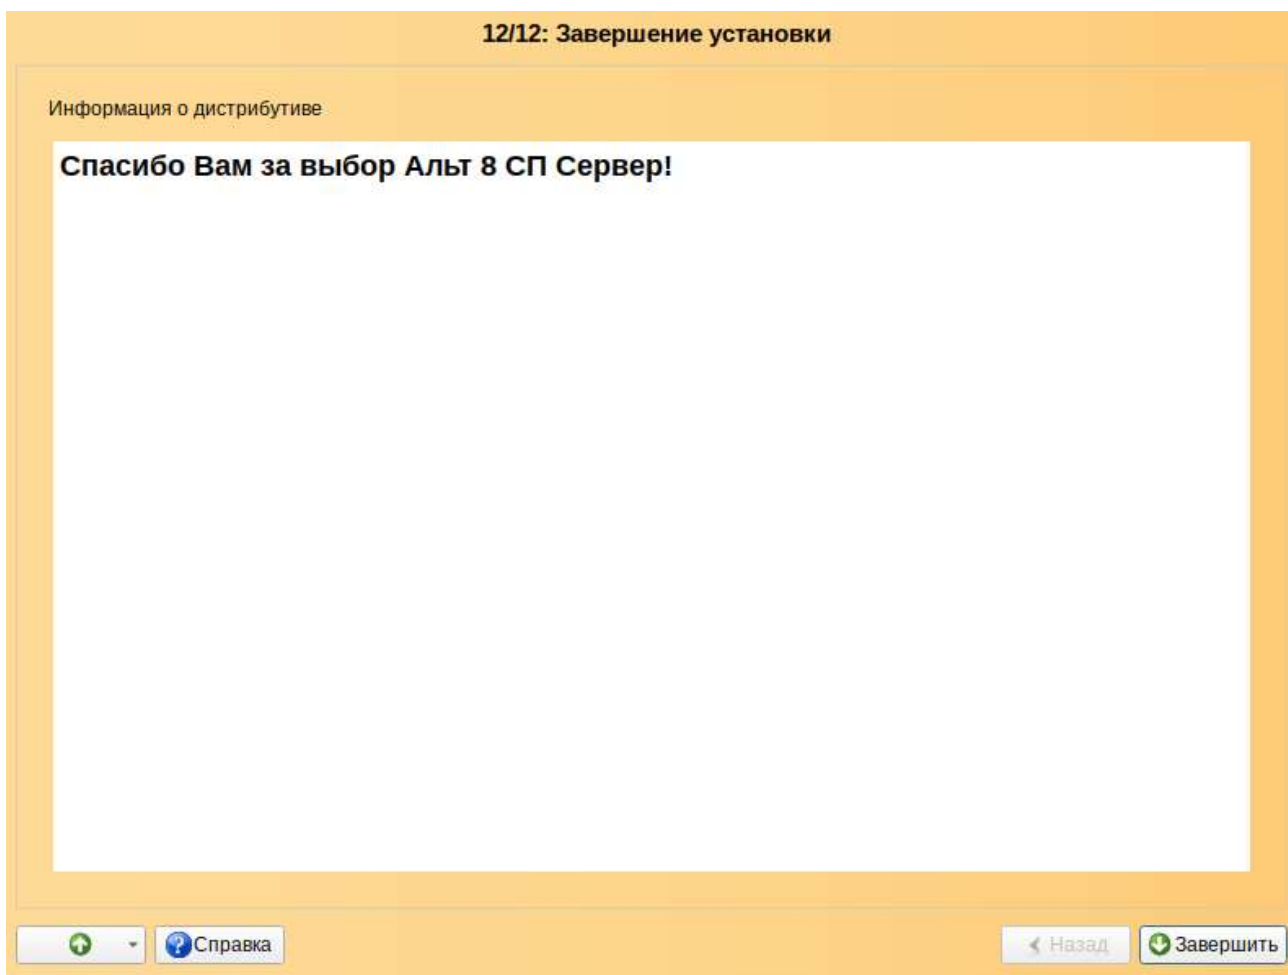 12/12: Завершение установки
Информация о дистрибутиве
Спасибо Вам за выбор Альт 8 СП Сервер!
Справка
Назад
Завершить